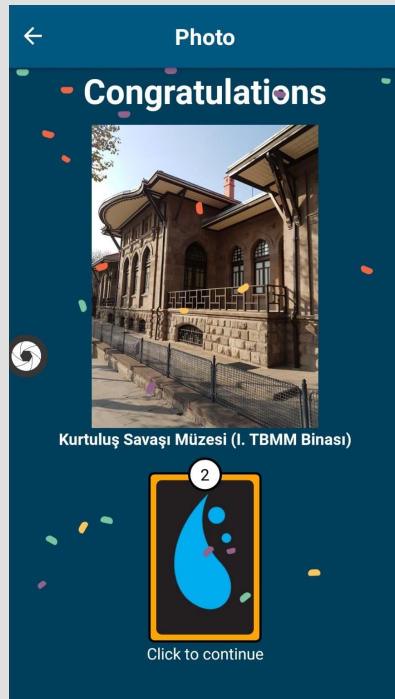 Photo
Congratulations
Kurtuluş Savaşı Müzesi (I. TBMM Binası)
2
Click to continue